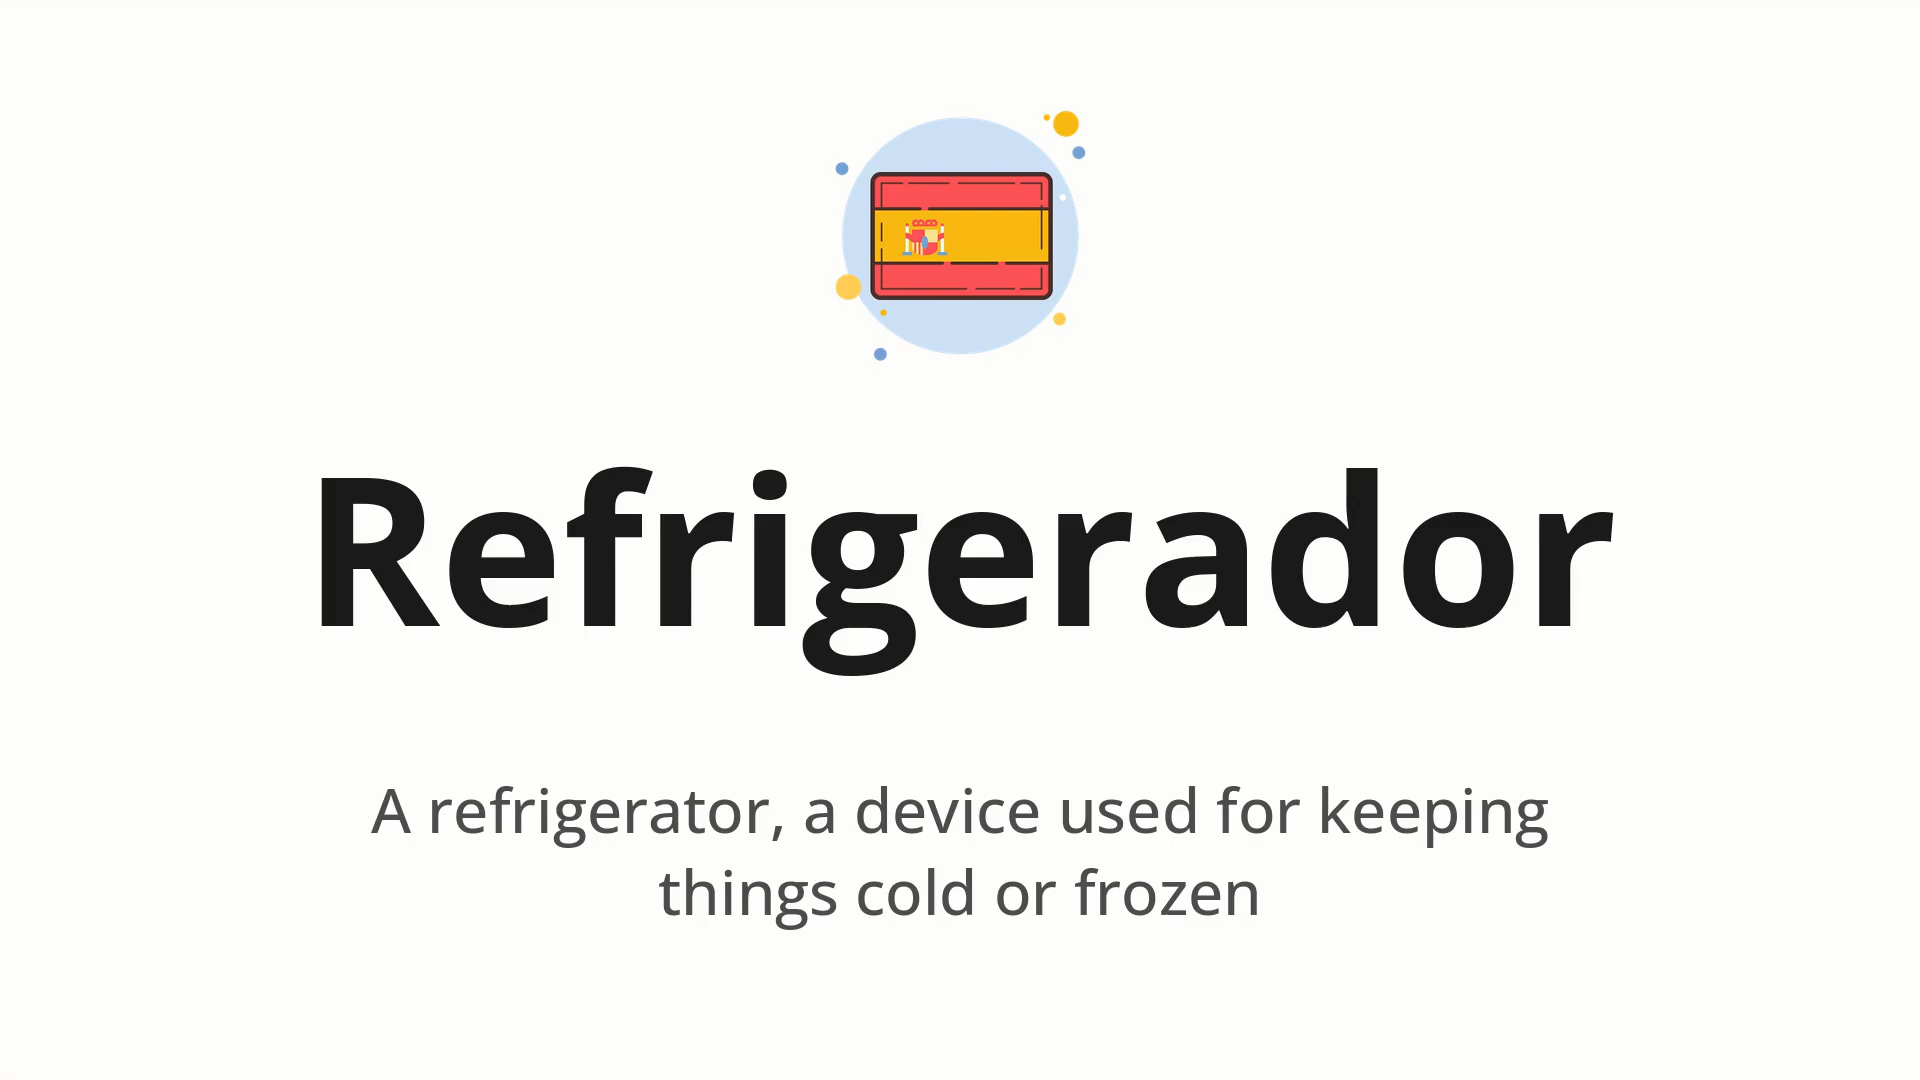 Refrigerador
A refrigerator, a device used for keeping
things cold or frozen